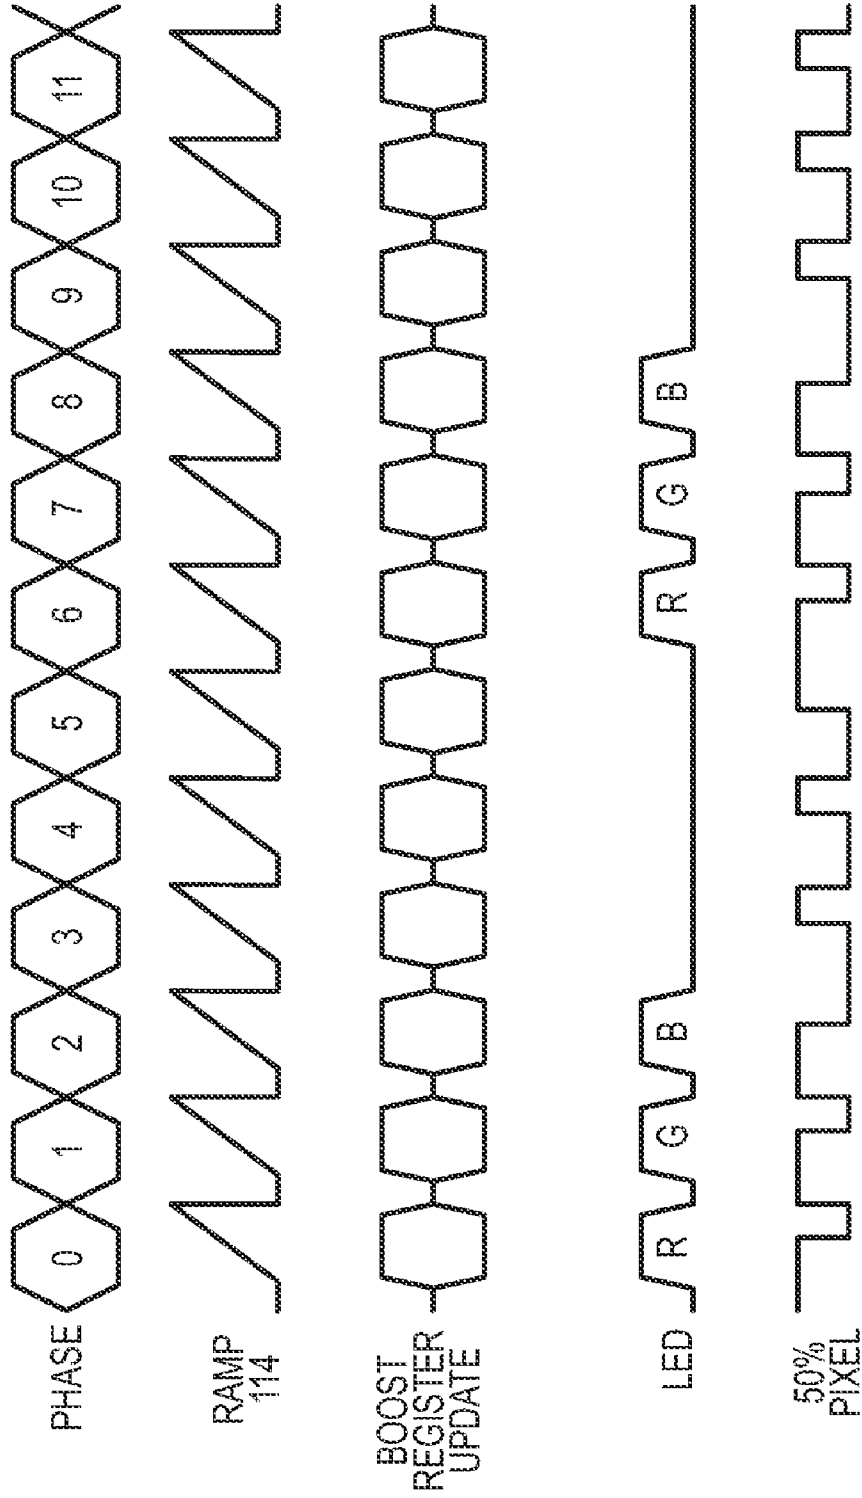 PHASE 0 1 2 3 4 5 6 7 8 9 10 11
RAMP
114
BOOST
REGISTER
UPDATE
LED R G B R G B
50%
PIXEL